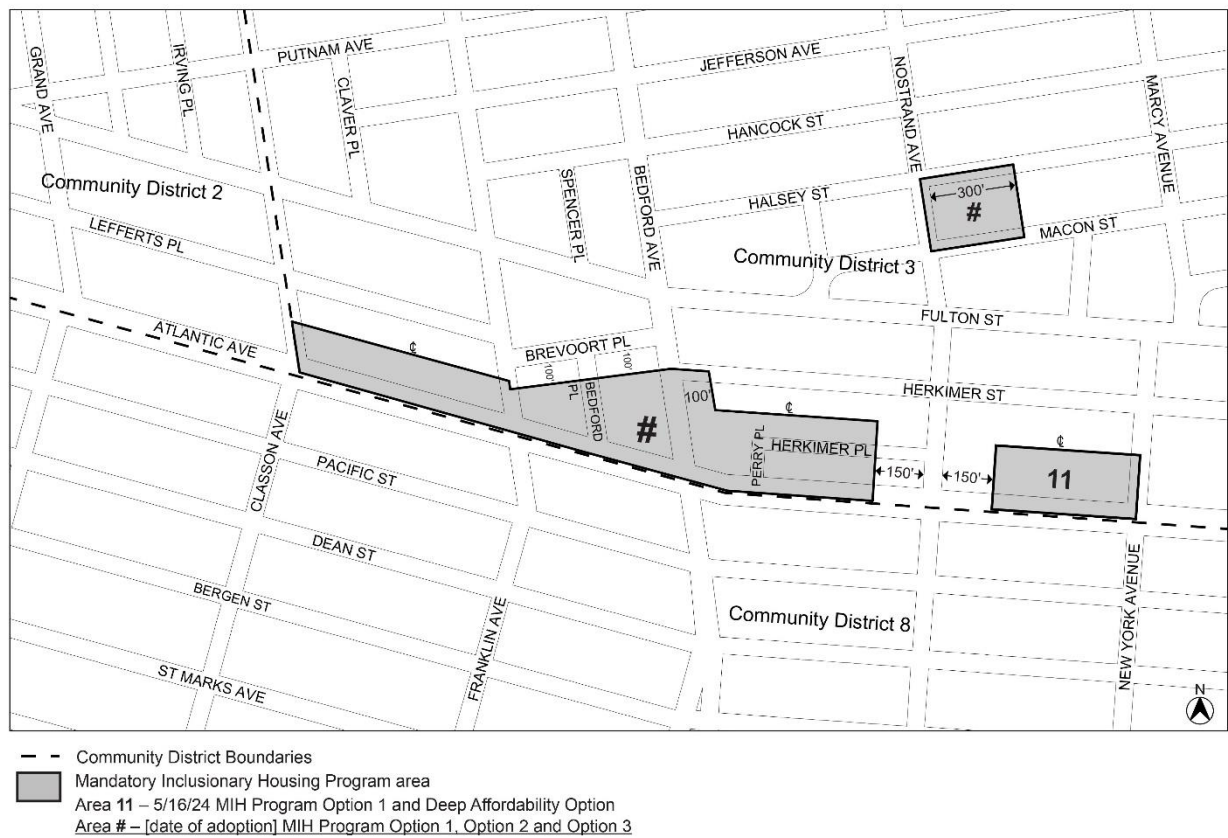 PUTNAM AVE
JEFFERSON AVE
IRVING PL
GRAND AVE
CLAVER PL
NOSTRAND AVE
MARCY AVENUE
HANCOCK ST
Community District 2
SPENCER PL
BEDFORD AVE
HALSEY ST
300'
#
MACON ST
LEFFERTS PL
Community District 3
FULTON ST
ATLANTIC AVE
℄
BREVOORT PL
100'
100'
BEDFORD PL
100'
HERKIMER ST
℄
#
PERRY PL
HERKIMER PL
150'
150'
℄
11
CLASSON AVE
PACIFIC ST
DEAN ST
BERGEN ST
FRANKLIN AVE
Community District 8
NEW YORK AVENUE
ST MARKS AVE
N
Community District Boundaries
Mandatory Inclusionary Housing Program area
Area 11 – 5/16/24 MIH Program Option 1 and Deep Affordability Option
Area # – [date of adoption] MIH Program Option 1, Option 2 and Option 3